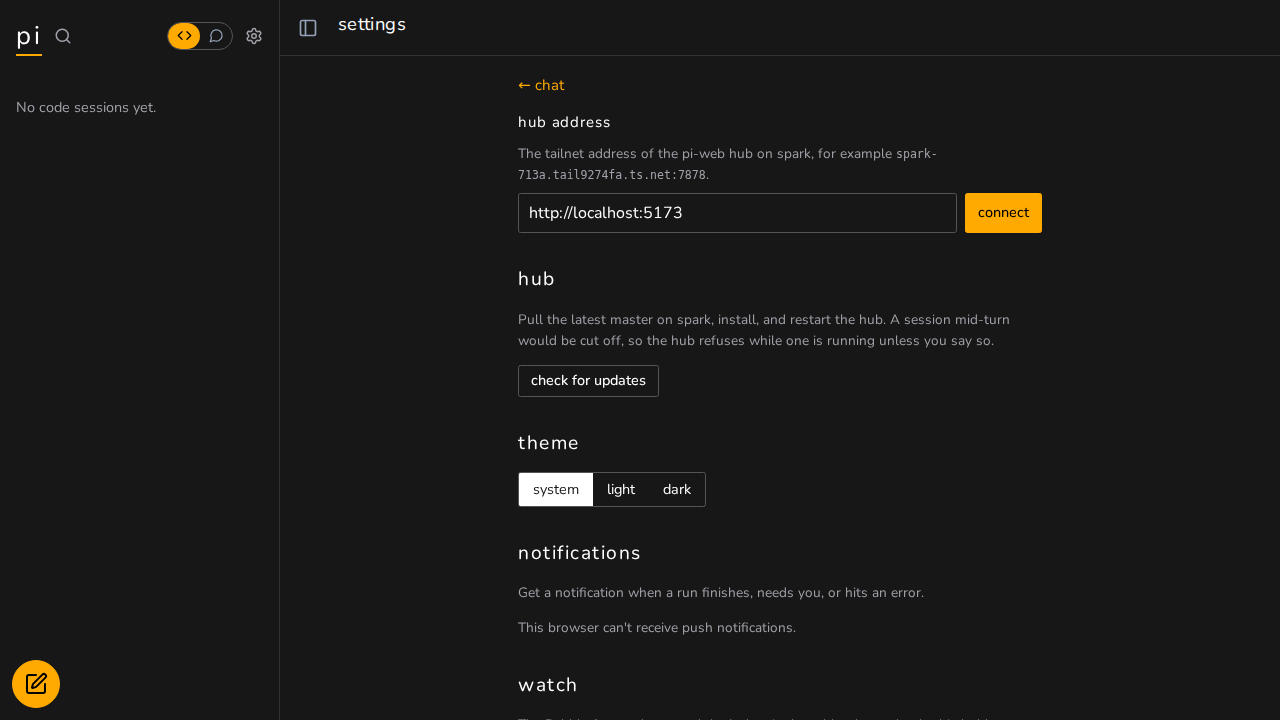 pi
settings
No code sessions yet.
← chat
hub address
The tailnet address of the pi-web hub on spark, for example spark-
713a.tail9274fa.ts.net:7878.
http://localhost:5173
connect
hub
Pull the latest master on spark, install, and restart the hub. A session mid-turn
would be cut off, so the hub refuses while one is running unless you say so.
check for updates
theme
system light dark
notifications
Get a notification when a run finishes, needs you, or hits an error.
This browser can't receive push notifications.
watch